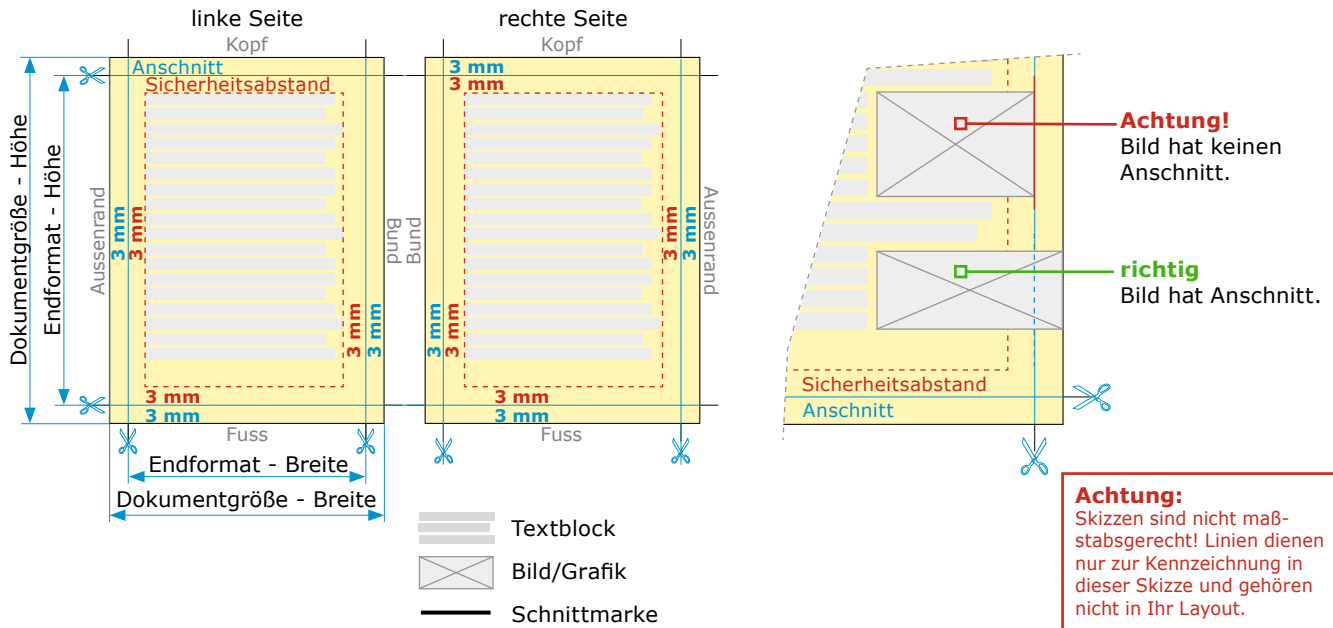 linke Seite
Kopf
Anschnitt
Sicherheitsabstand
Dokumentgröße - Höhe
Endformat - Höhe
Aussenrand
3 mm
3 mm
Bund
3 mm
3 mm
3 mm
3 mm
Fuss
Endformat - Breite
Dokumentgröße - Breite
rechte Seite
Kopf
3 mm
3 mm
Bund
3 mm
3 mm
Aussenrand
3 mm
3 mm
3 mm
3 mm
Fuss
Textblock
Bild/Grafik
Schnittmarke
Achtung!
Bild hat keinen
Anschnitt.
richtig
Bild hat Anschnitt.
Sicherheitsabstand
Anschnitt
Achtung:
Skizzen sind nicht maß-
stabsgerecht! Linien dienen
nur zur Kennzeichnung in
dieser Skizze und gehören
nicht in Ihr Layout.